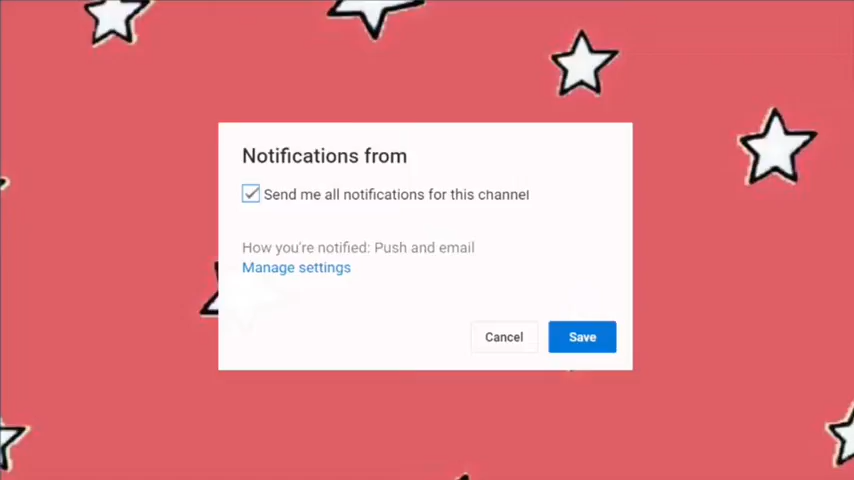 Notifications from
Send me all notifications for this channel
How you're notified: Push and email
Manage settings
Cancel Save